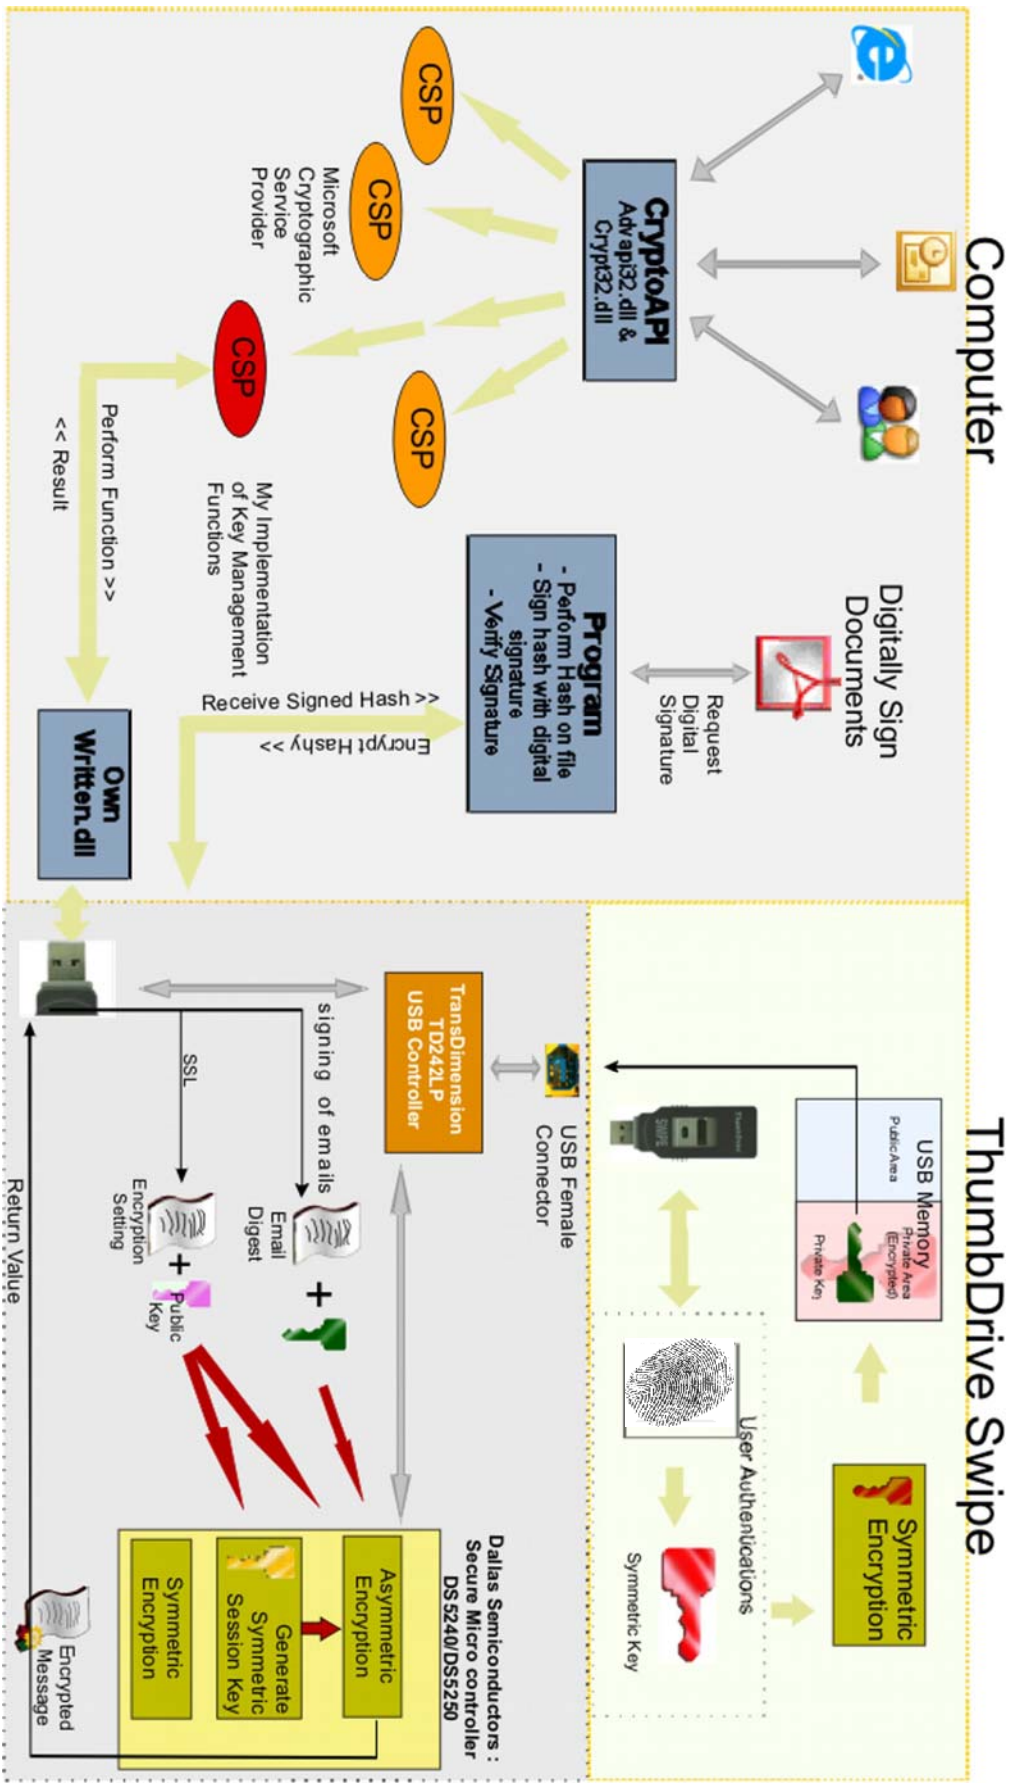 Computer
Digitally Sign
Documents
Request
Digital
Signature
CryptoAPI
Advapi32.dll &
Crypt32.dll
Program
- Perform Hash on file
- Sign hash with digital
signature
- Verify Signature
CSP
CSP
CSP
CSP
Microsoft
Cryptographic
Service
Provider
My Implementation
of Key Management
Functions
Receive Signed Hash >>
Encrypt Hashy >>
Perform Function >>
<< Result
Own
Written.dll
ThumbDrive Swipe
USB Memory
Public Area
Private Area
(Encrypted)
Private Key
Symmetric
Encryption
ThumbDrive
SWIPE
User Authentications
Symmetric Key
USB Female
Connector
TransDimension
TD242LP
USB Controller
Dallas Semiconductors :
Secure Micro controller
DS5240/DS5250
signing of emails
Email
Digest
+
Asymmetric
Encryption
SSL
Encryption
Setting
+
Public
Key
Generate
Symmetric
Session Key
Symmetric
Encryption
Encrypted
Message
Return Value